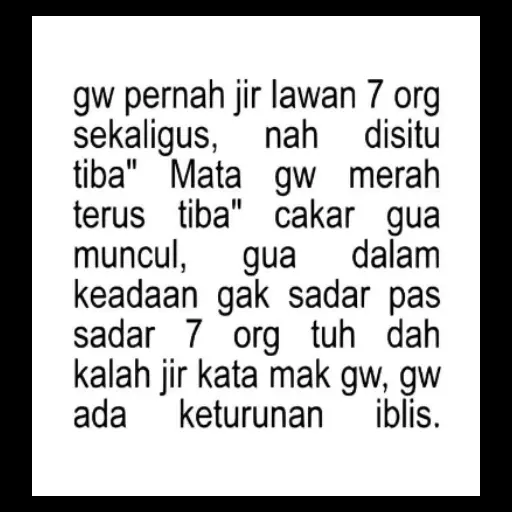 gw pernah jir lawan 7 org
sekaligus, nah disitu
tiba" Mata gw merah
terus tiba" cakar gua
muncul, gua dalam
keadaan gak sadar pas
sadar 7 org tuh dah
kalah jir kata mak gw, gw
ada keturunan iblis.